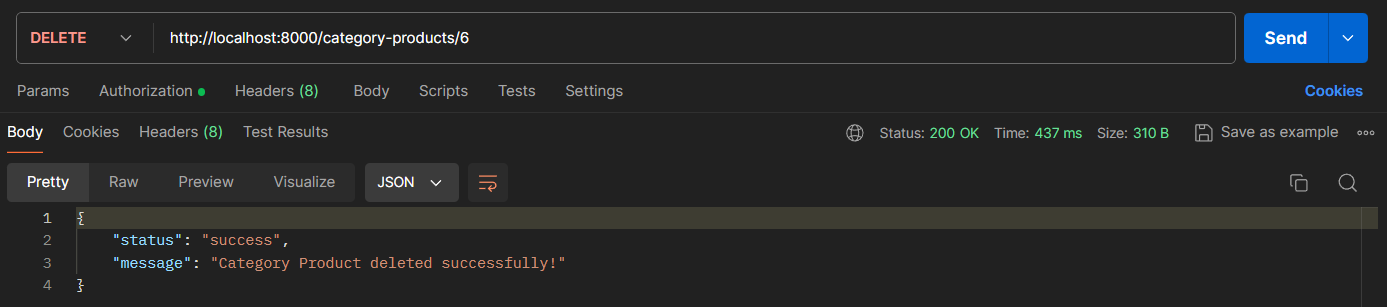 DELETE http://localhost:8000/category-products/6 Send
Params Authorization Headers (8) Body Scripts Tests Settings Cookies
Body Cookies Headers (8) Test Results Status: 200 OK Time: 437 ms Size: 310 B Save as example
Pretty Raw Preview Visualize JSON
1 {
2 "status": "success",
3 "message": "Category Product deleted successfully!"
4 }